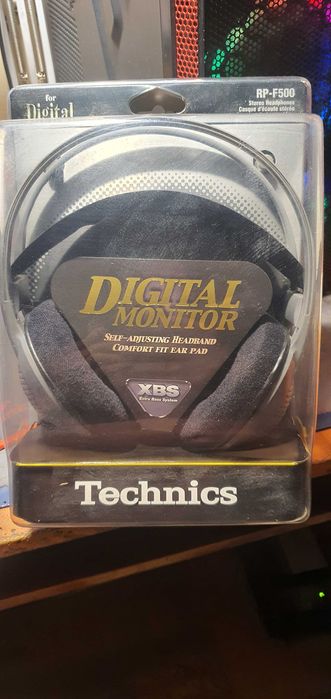 for
Digital
RP-F500
Stereo Headphones
Casque d'écoute stéréo
DIGITAL
MONITOR
SELF-ADJUSTING HEADBAND
COMFORT FIT EAR PAD
XBS
Extra Bass System
Technics